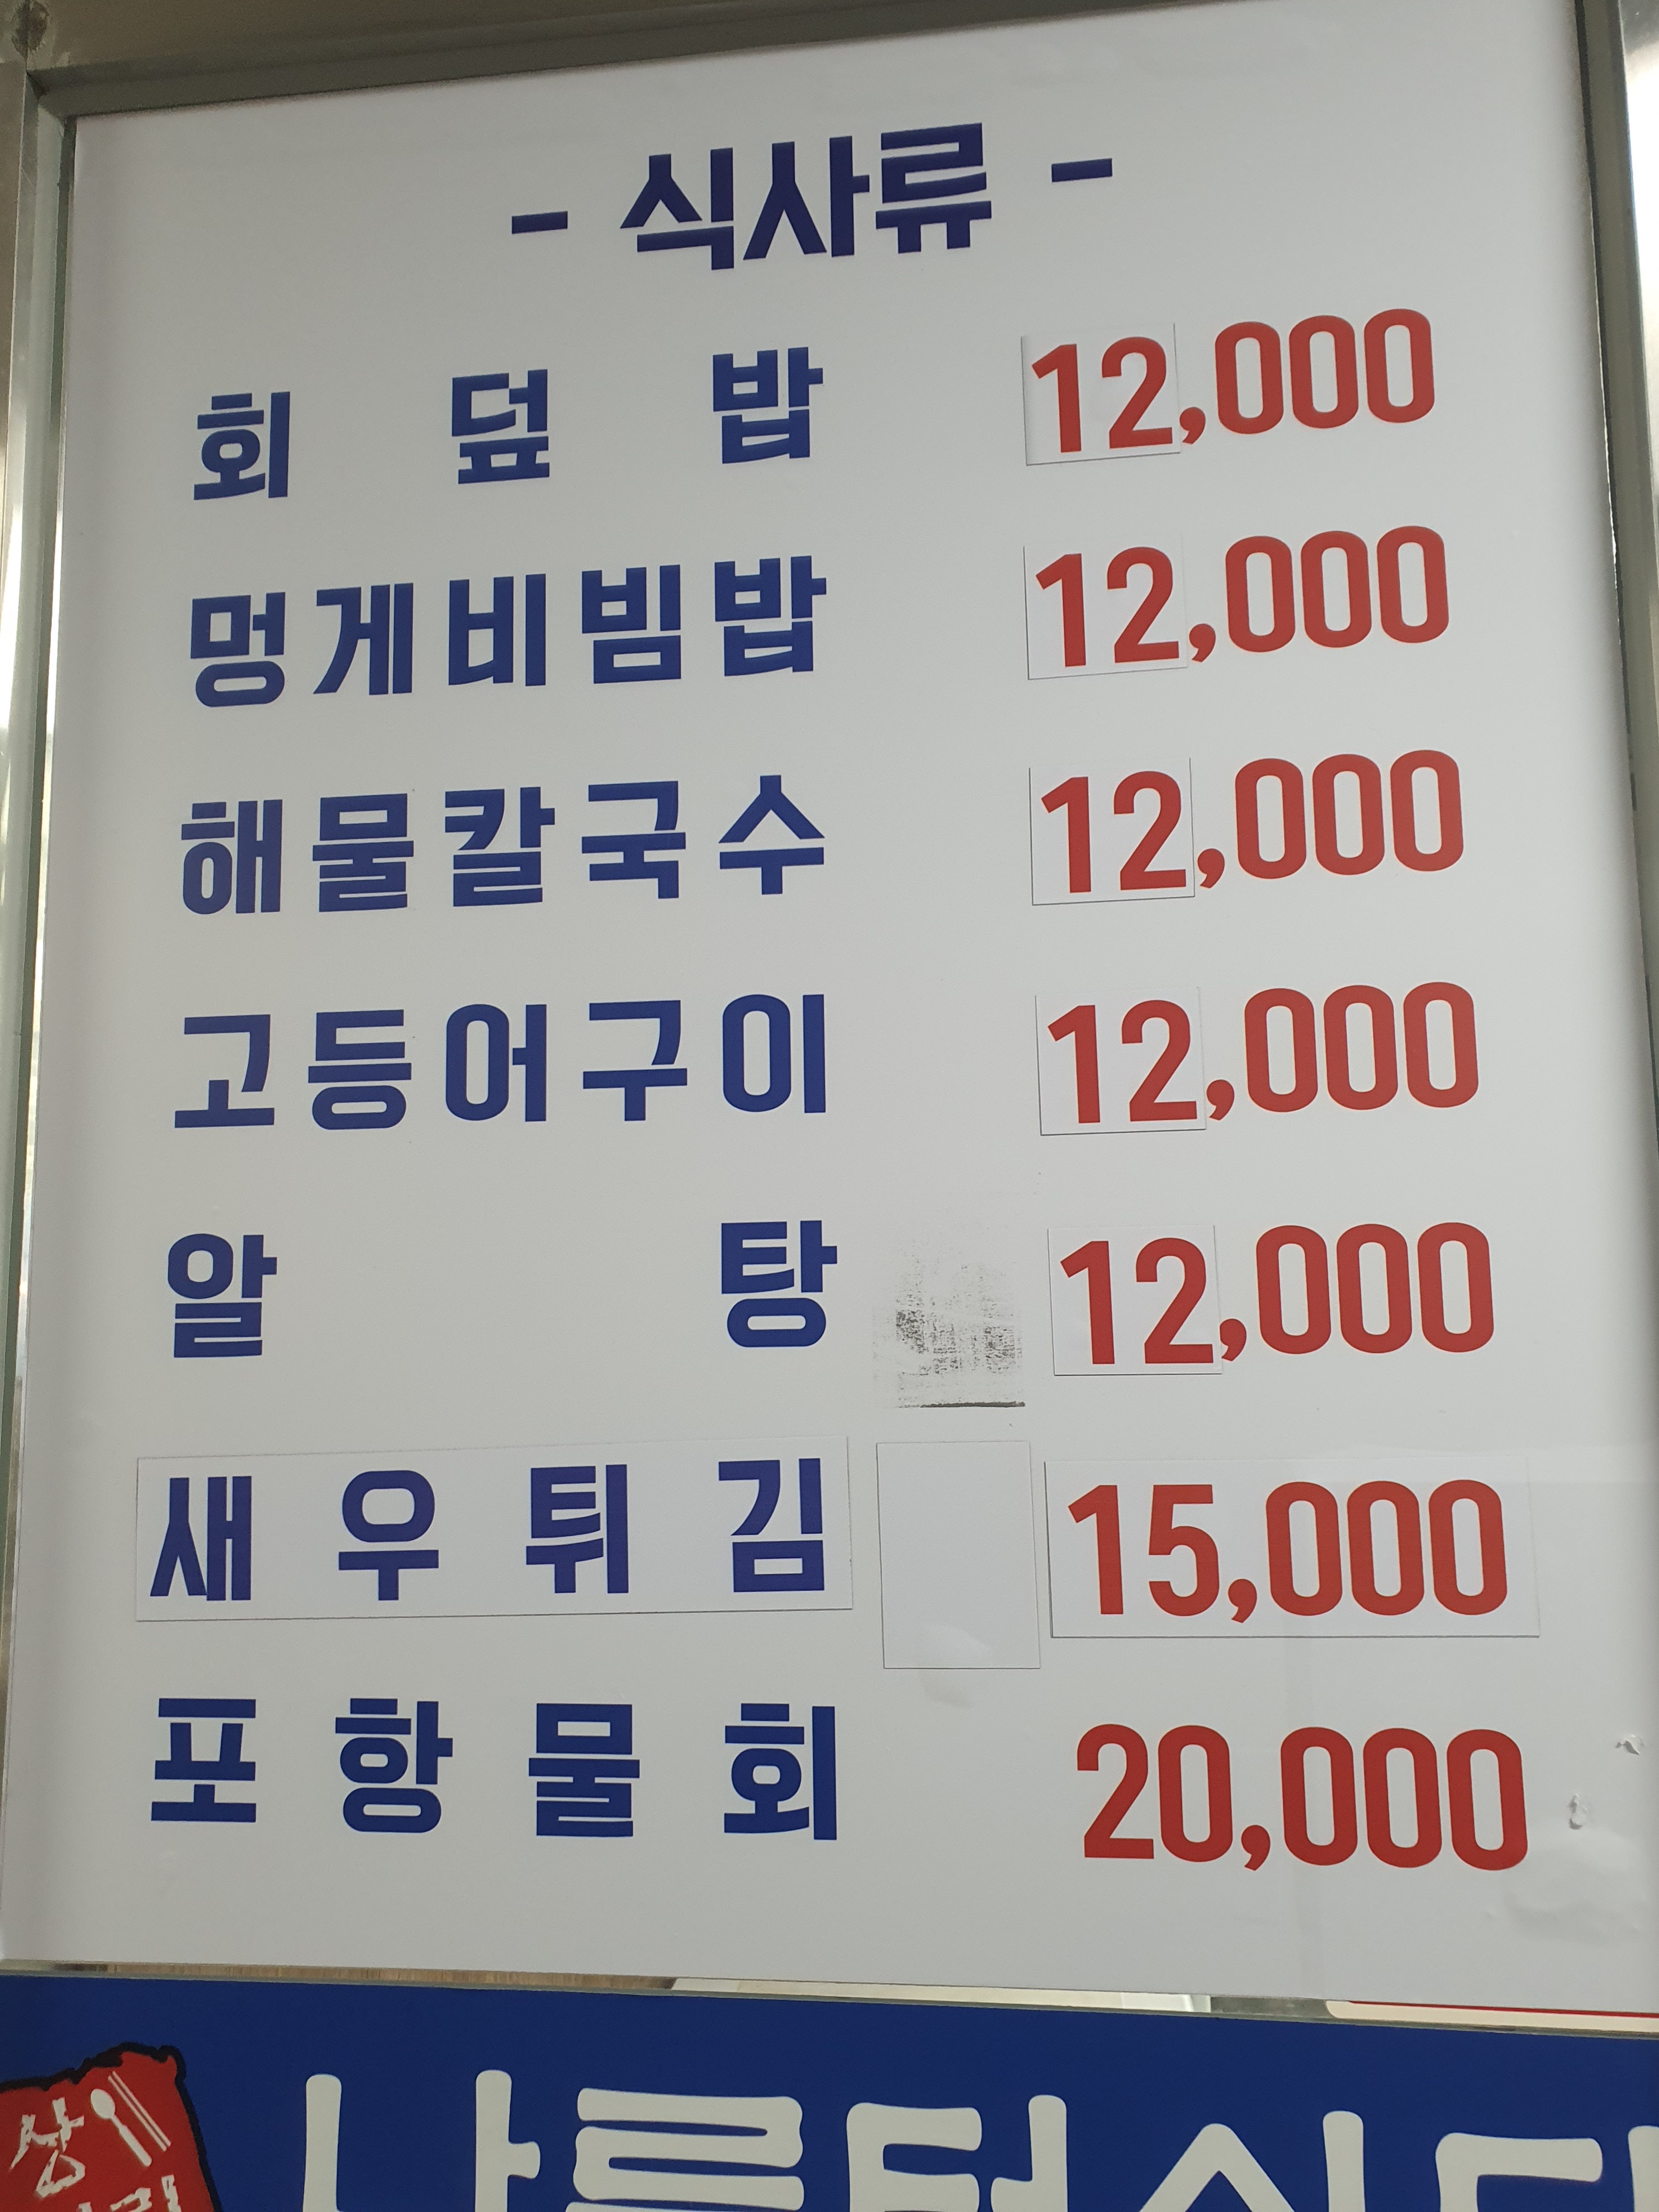 - 식사류 -
회 덮 밥 12,000
멍게비빔밥 12,000
해물칼국수 12,000
고등어구이 12,000
알 탕 12,000
새 우 튀 김 15,000
포 항 물 회 20,000